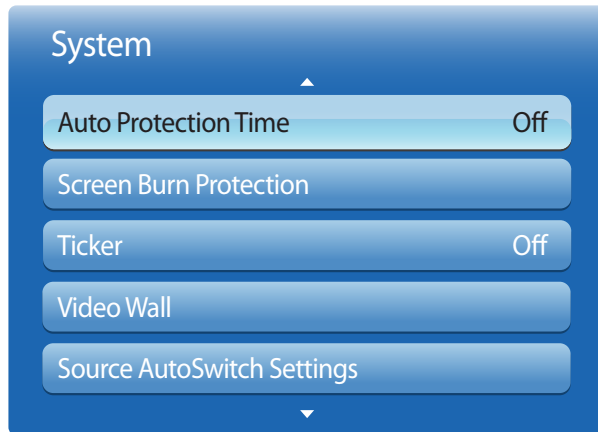 System
Auto Protection Time Off
Screen Burn Protection
Ticker Off
Video Wall
Source AutoSwitch Settings